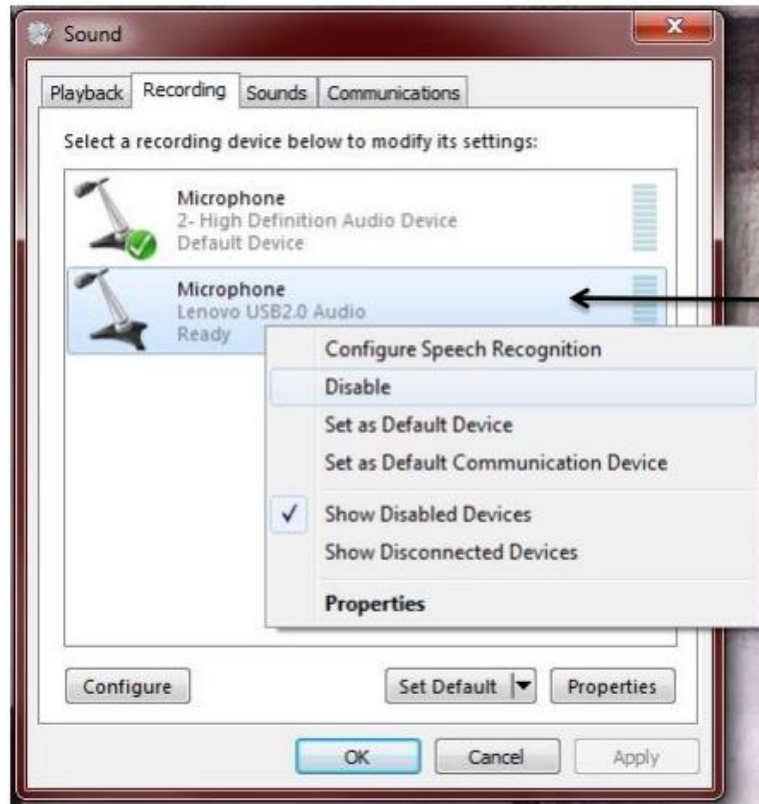 Sound
Playback Recording Sounds Communications
Select a recording device below to modify its settings:
Microphone
2- High Definition Audio Device
Default Device
Microphone
Lenovo USB2.0 Audio
Ready
Configure Speech Recognition
Disable
Set as Default Device
Set as Default Communication Device
Show Disabled Devices
Show Disconnected Devices
Properties
Configure Set Default Properties
OK Cancel Apply